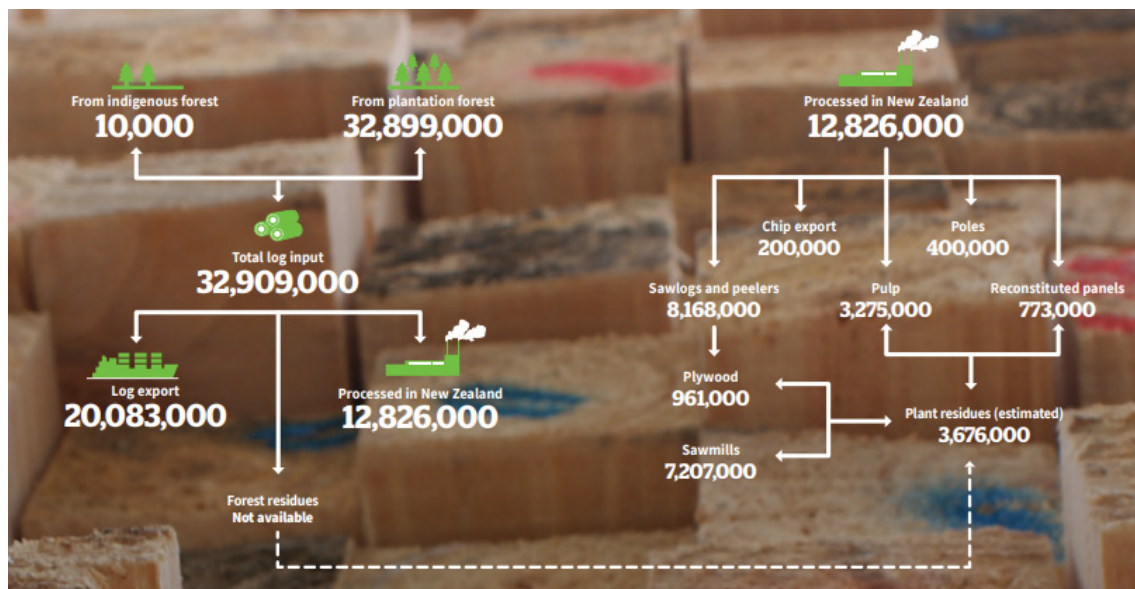 From indigenous forest
10,000
From plantation forest
32,899,000
Total log input
32,909,000
Log export
20,083,000
Processed in New Zealand
12,826,000
Forest residues
Not available
Processed in New Zealand
12,826,000
Chip export
200,000
Poles
400,000
Sawlogs and peelers
8,168,000
Pulp
3,275,000
Reconstituted panels
773,000
Plywood
961,000
Plant residues (estimated)
3,676,000
Sawmills
7,207,000